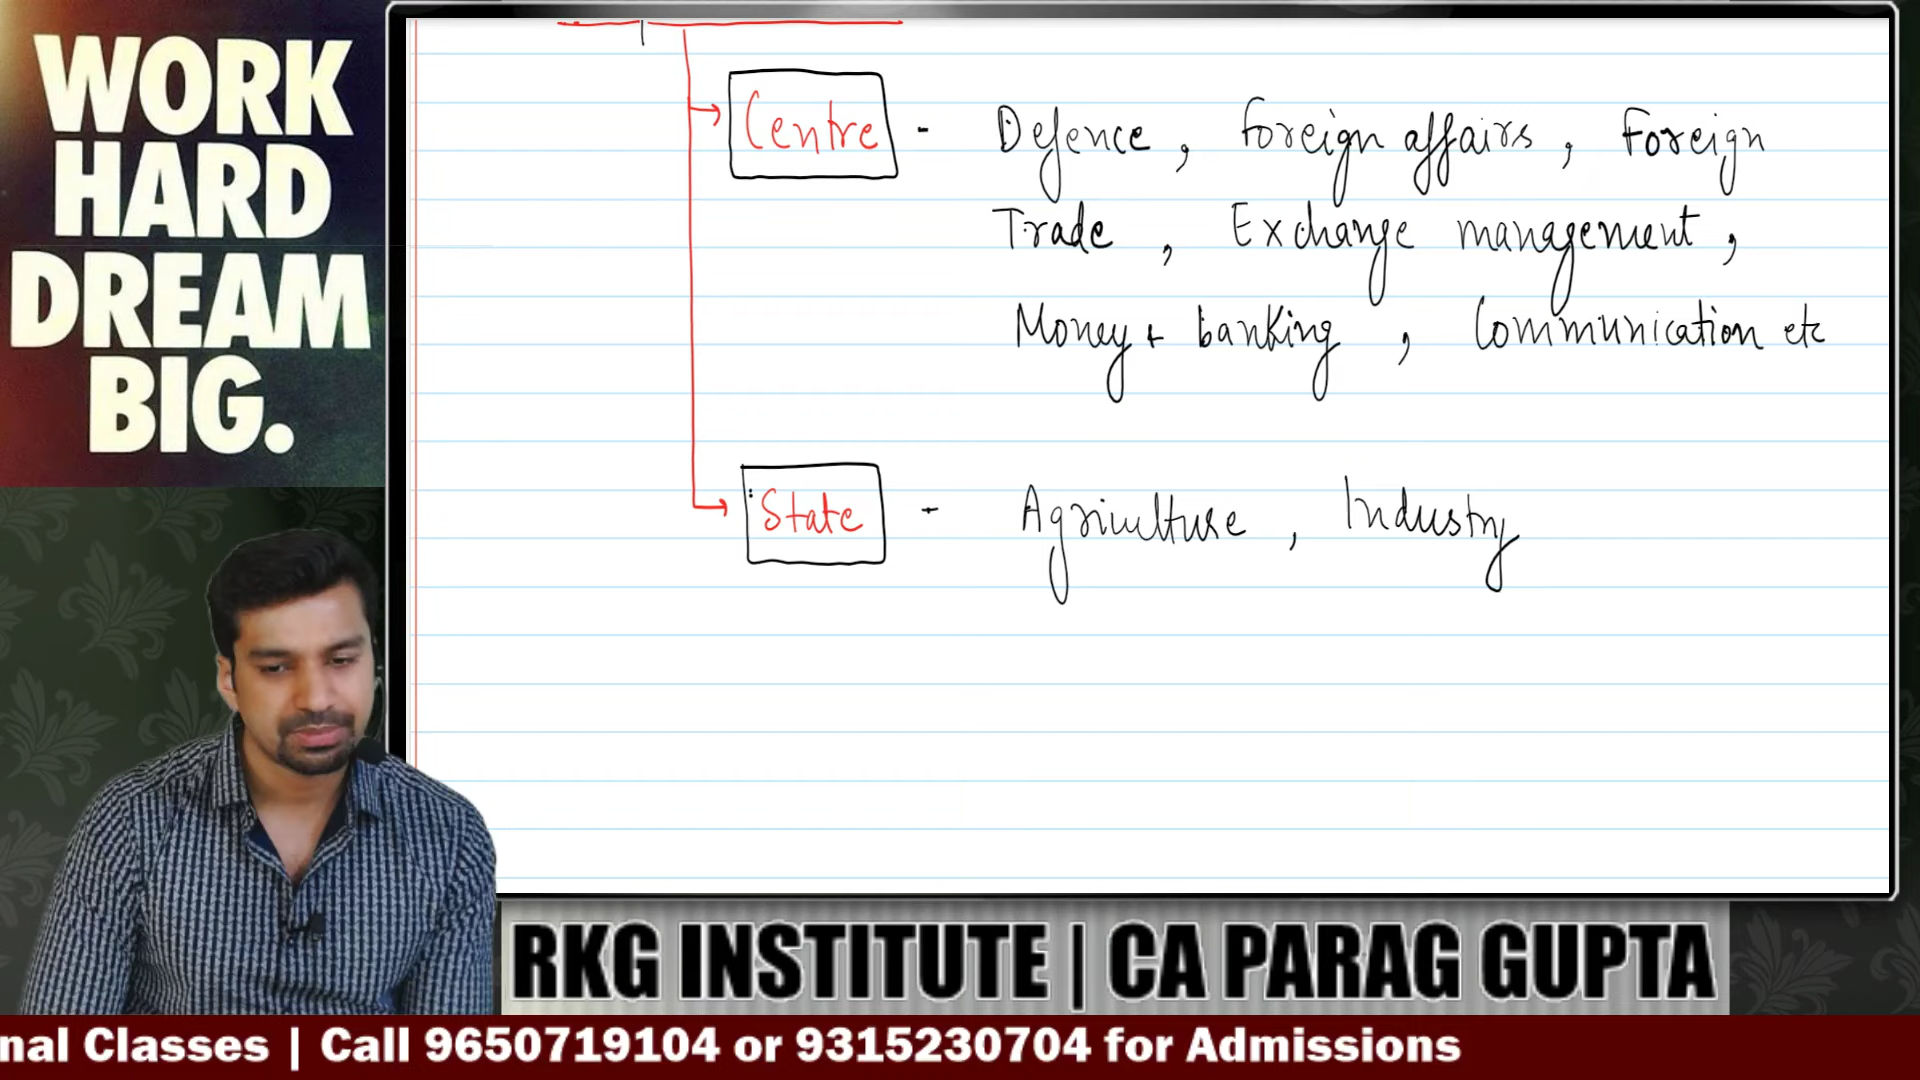 WORK
HARD
DREAM
BIG.
Centre - Defence, foreign affairs, Foreign
Trade, Exchange management,
Money & banking, Communication etc
State - Agriculture, Industry
RKG INSTITUTE | CA PARAG GUPTA
nal Classes | Call 9650719104 or 9315230704 for Admissions